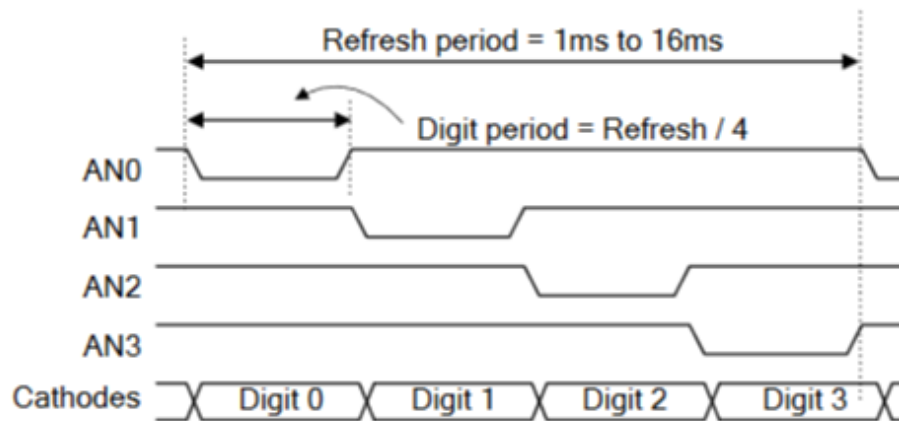 Refresh period = 1ms to 16ms
Digit period = Refresh / 4
AN0
AN1
AN2
AN3
Cathodes Digit 0 Digit 1 Digit 2 Digit 3